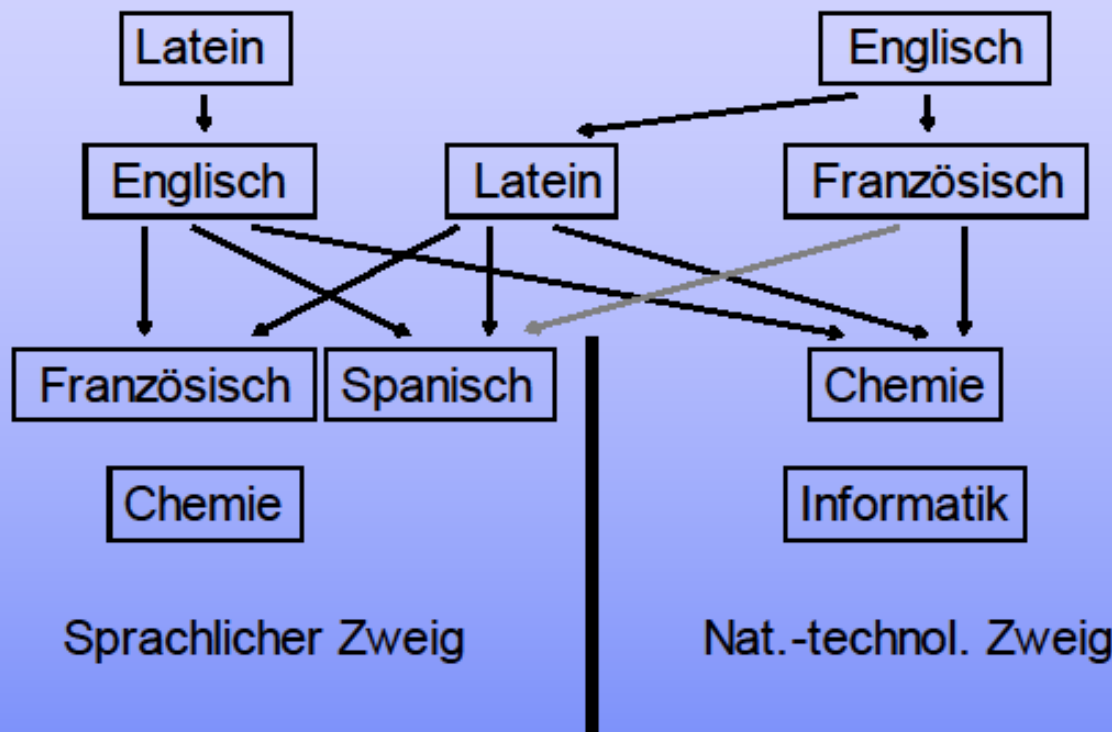 Latein Englisch
Englisch Latein Französisch
Französisch Spanisch Chemie
Chemie Informatik
Sprachlicher Zweig Nat.-technol. Zweig